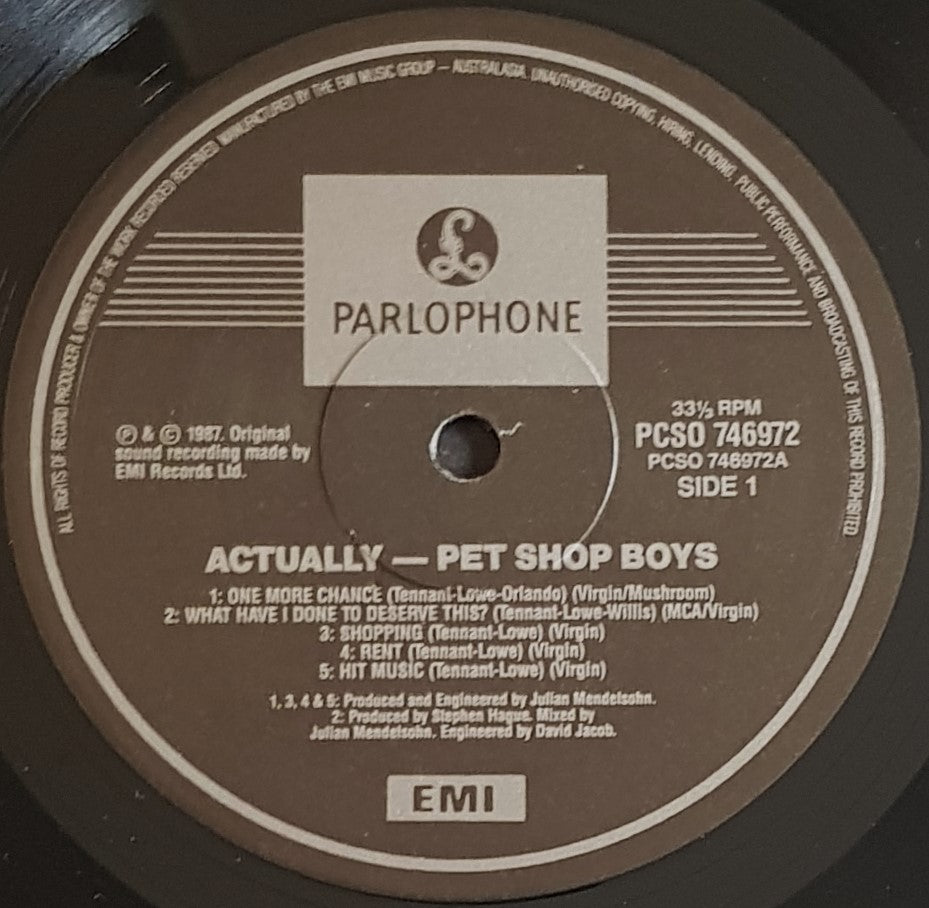 ALL RIGHTS OF RECORD PRODUCER & OWNER OF THE WORK RECORDED RESERVED MANUFACTURED BY THE EMI MUSIC GROUP — AUSTRALASIA. UNAUTHORISED COPYING, HIRING, LENDING, PUBLIC PERFORMANCE AND BROADCASTING OF THIS RECORD PROHIBITED
£
PARLOPHONE
℗ & © 1987. Original
sound recording made by
EMI Records Ltd.
33⅓ RPM
PCSO 746972
PCSO 746972A
SIDE 1
ACTUALLY — PET SHOP BOYS
1: ONE MORE CHANCE (Tennant-Lowe-Orlando) (Virgin/Mushroom)
2: WHAT HAVE I DONE TO DESERVE THIS? (Tennant-Lowe-Willis) (MCA/Virgin)
3: SHOPPING (Tennant-Lowe) (Virgin)
4: RENT (Tennant-Lowe) (Virgin)
5: HIT MUSIC (Tennant-Lowe) (Virgin)
1, 3, 4 & 5: Produced and Engineered by Julian Mendelsohn.
2: Produced by Stephen Hague. Mixed by
Julian Mendelsohn. Engineered by David Jacob.
EMI